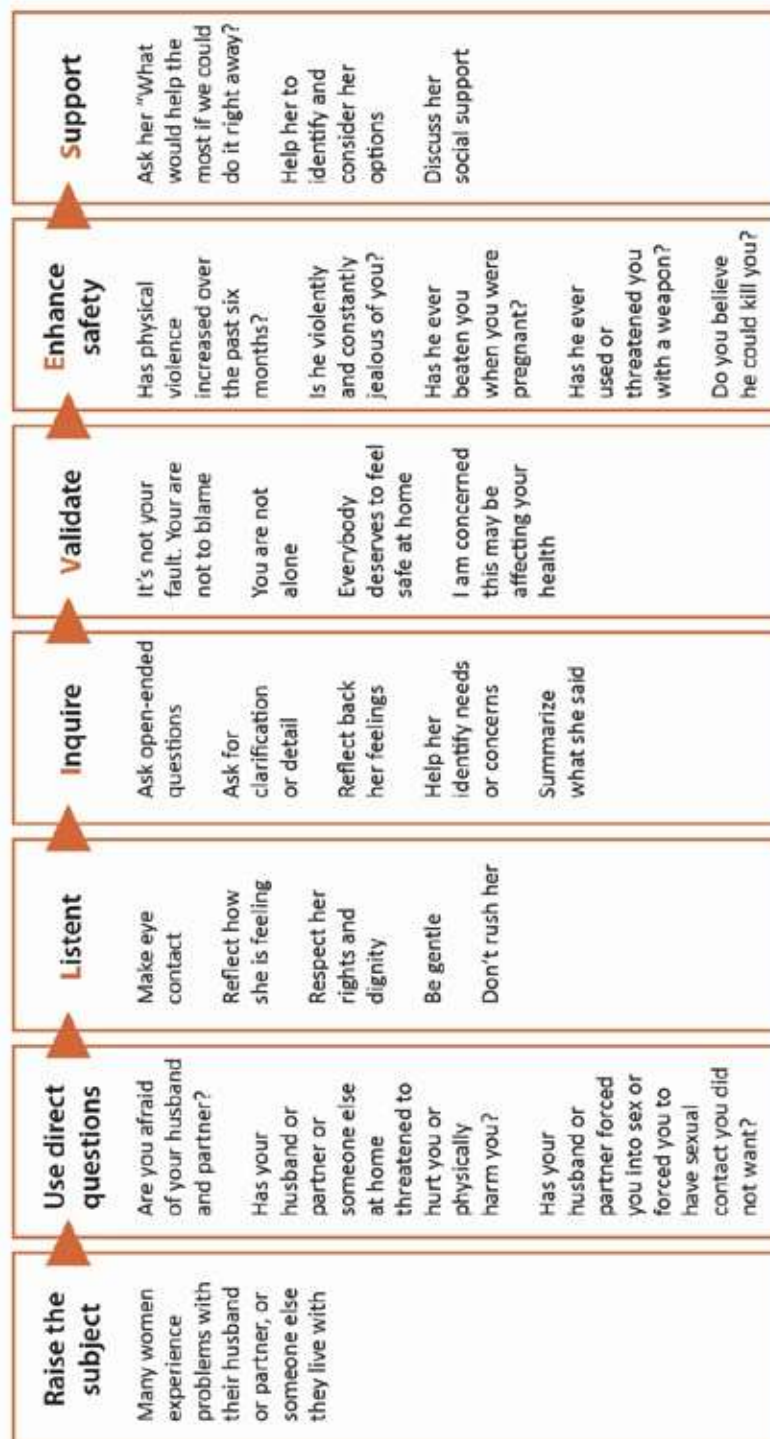 Raise the
subject
Many women
experience
problems with
their husband
or partner, or
someone else
they live with
Use direct
questions
Are you afraid
of your husband
and partner?
Has your
husband or
partner or
someone else
at home
threatened to
hurt you or
physically
harm you?
Has your
husband or
partner forced
you into sex or
forced you to
have sexual
contact you did
not want?
Listent
Make eye
contact
Reflect how
she is feeling
Respect her
rights and
dignity
Be gentle
Don't rush her
Inquire
Ask open-ended
questions
Ask for
clarification
or detail
Reflect back
her feelings
Help her
identify needs
or concerns
Summarize
what she said
Validate
It's not your
fault. Your are
not to blame
You are not
alone
Everybody
deserves to feel
safe at home
I am concerned
this may be
affecting your
health
Enhance
safety
Has physical
violence
increased over
the past six
months?
Is he violently
and constantly
jealous of you?
Has he ever
beaten you
when you were
pregnant?
Has he ever
used or
threatened you
with a weapon?
Do you believe
he could kill you?
Support
Ask her "What
would help the
most if we could
do it right away?
Help her to
identify and
consider her
options
Discuss her
social support